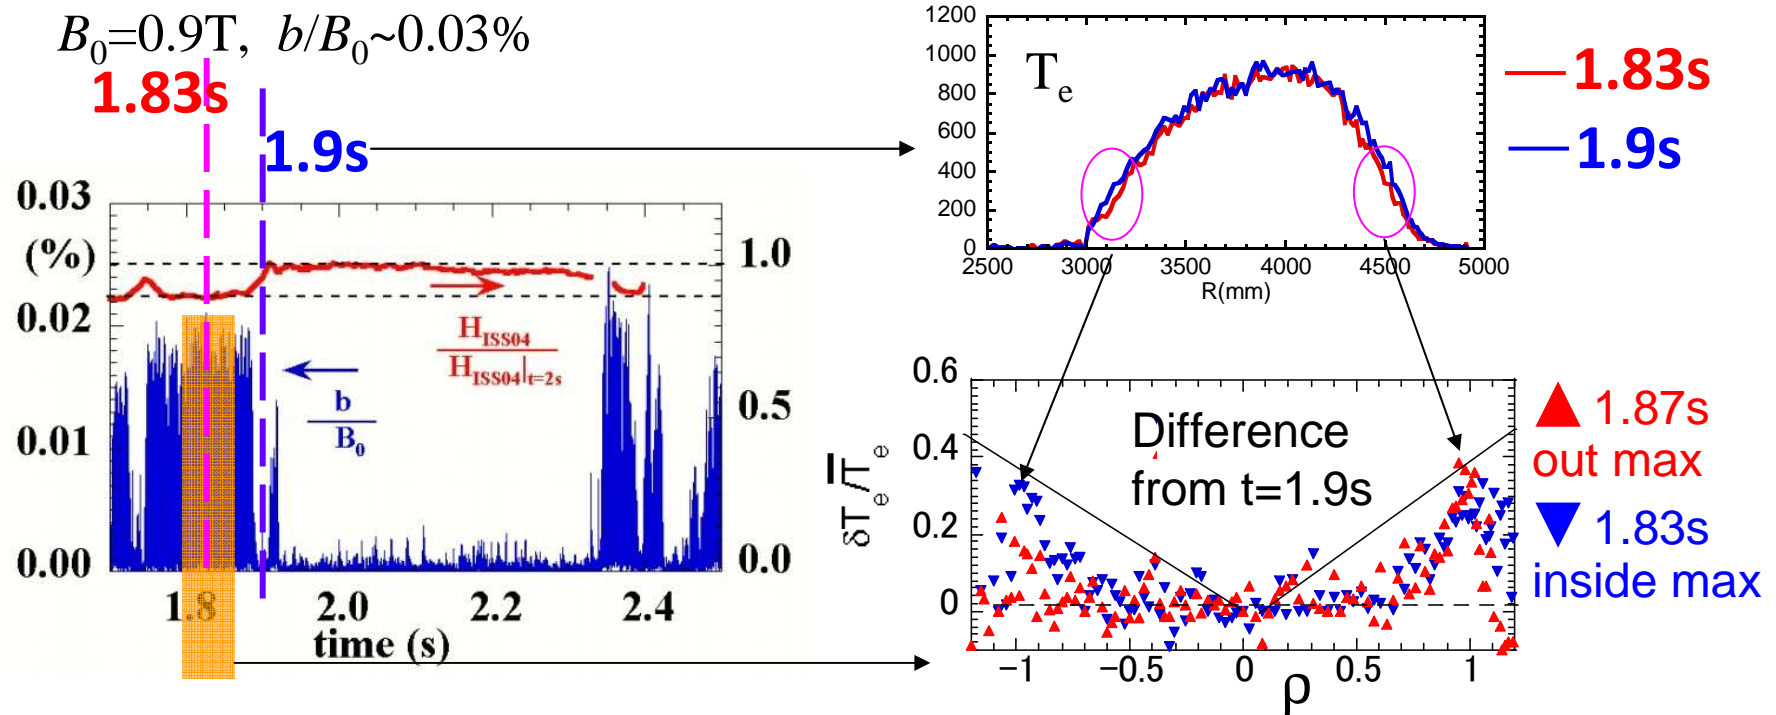 B₀=0.9T, b/B₀~0.03%
1.83s
1.9s
0.03
(%)
0.02
0.01
0.00
1.0
0.5
0.0
H_ISS04
H_ISS04|t=2s
b
B₀
1.8 2.0 2.2 2.4
time (s)
1200
1000
800
600
400
200
0
Tₑ
2500 3000 3500 4000 4500 5000
R(mm)
1.83s
1.9s
0.6
0.4
0.2
0
δTₑ/T̅ₑ
Difference
from t=1.9s
−1 −0.5 0 0.5 1
ρ
▲ 1.87s
out max
▼ 1.83s
inside max